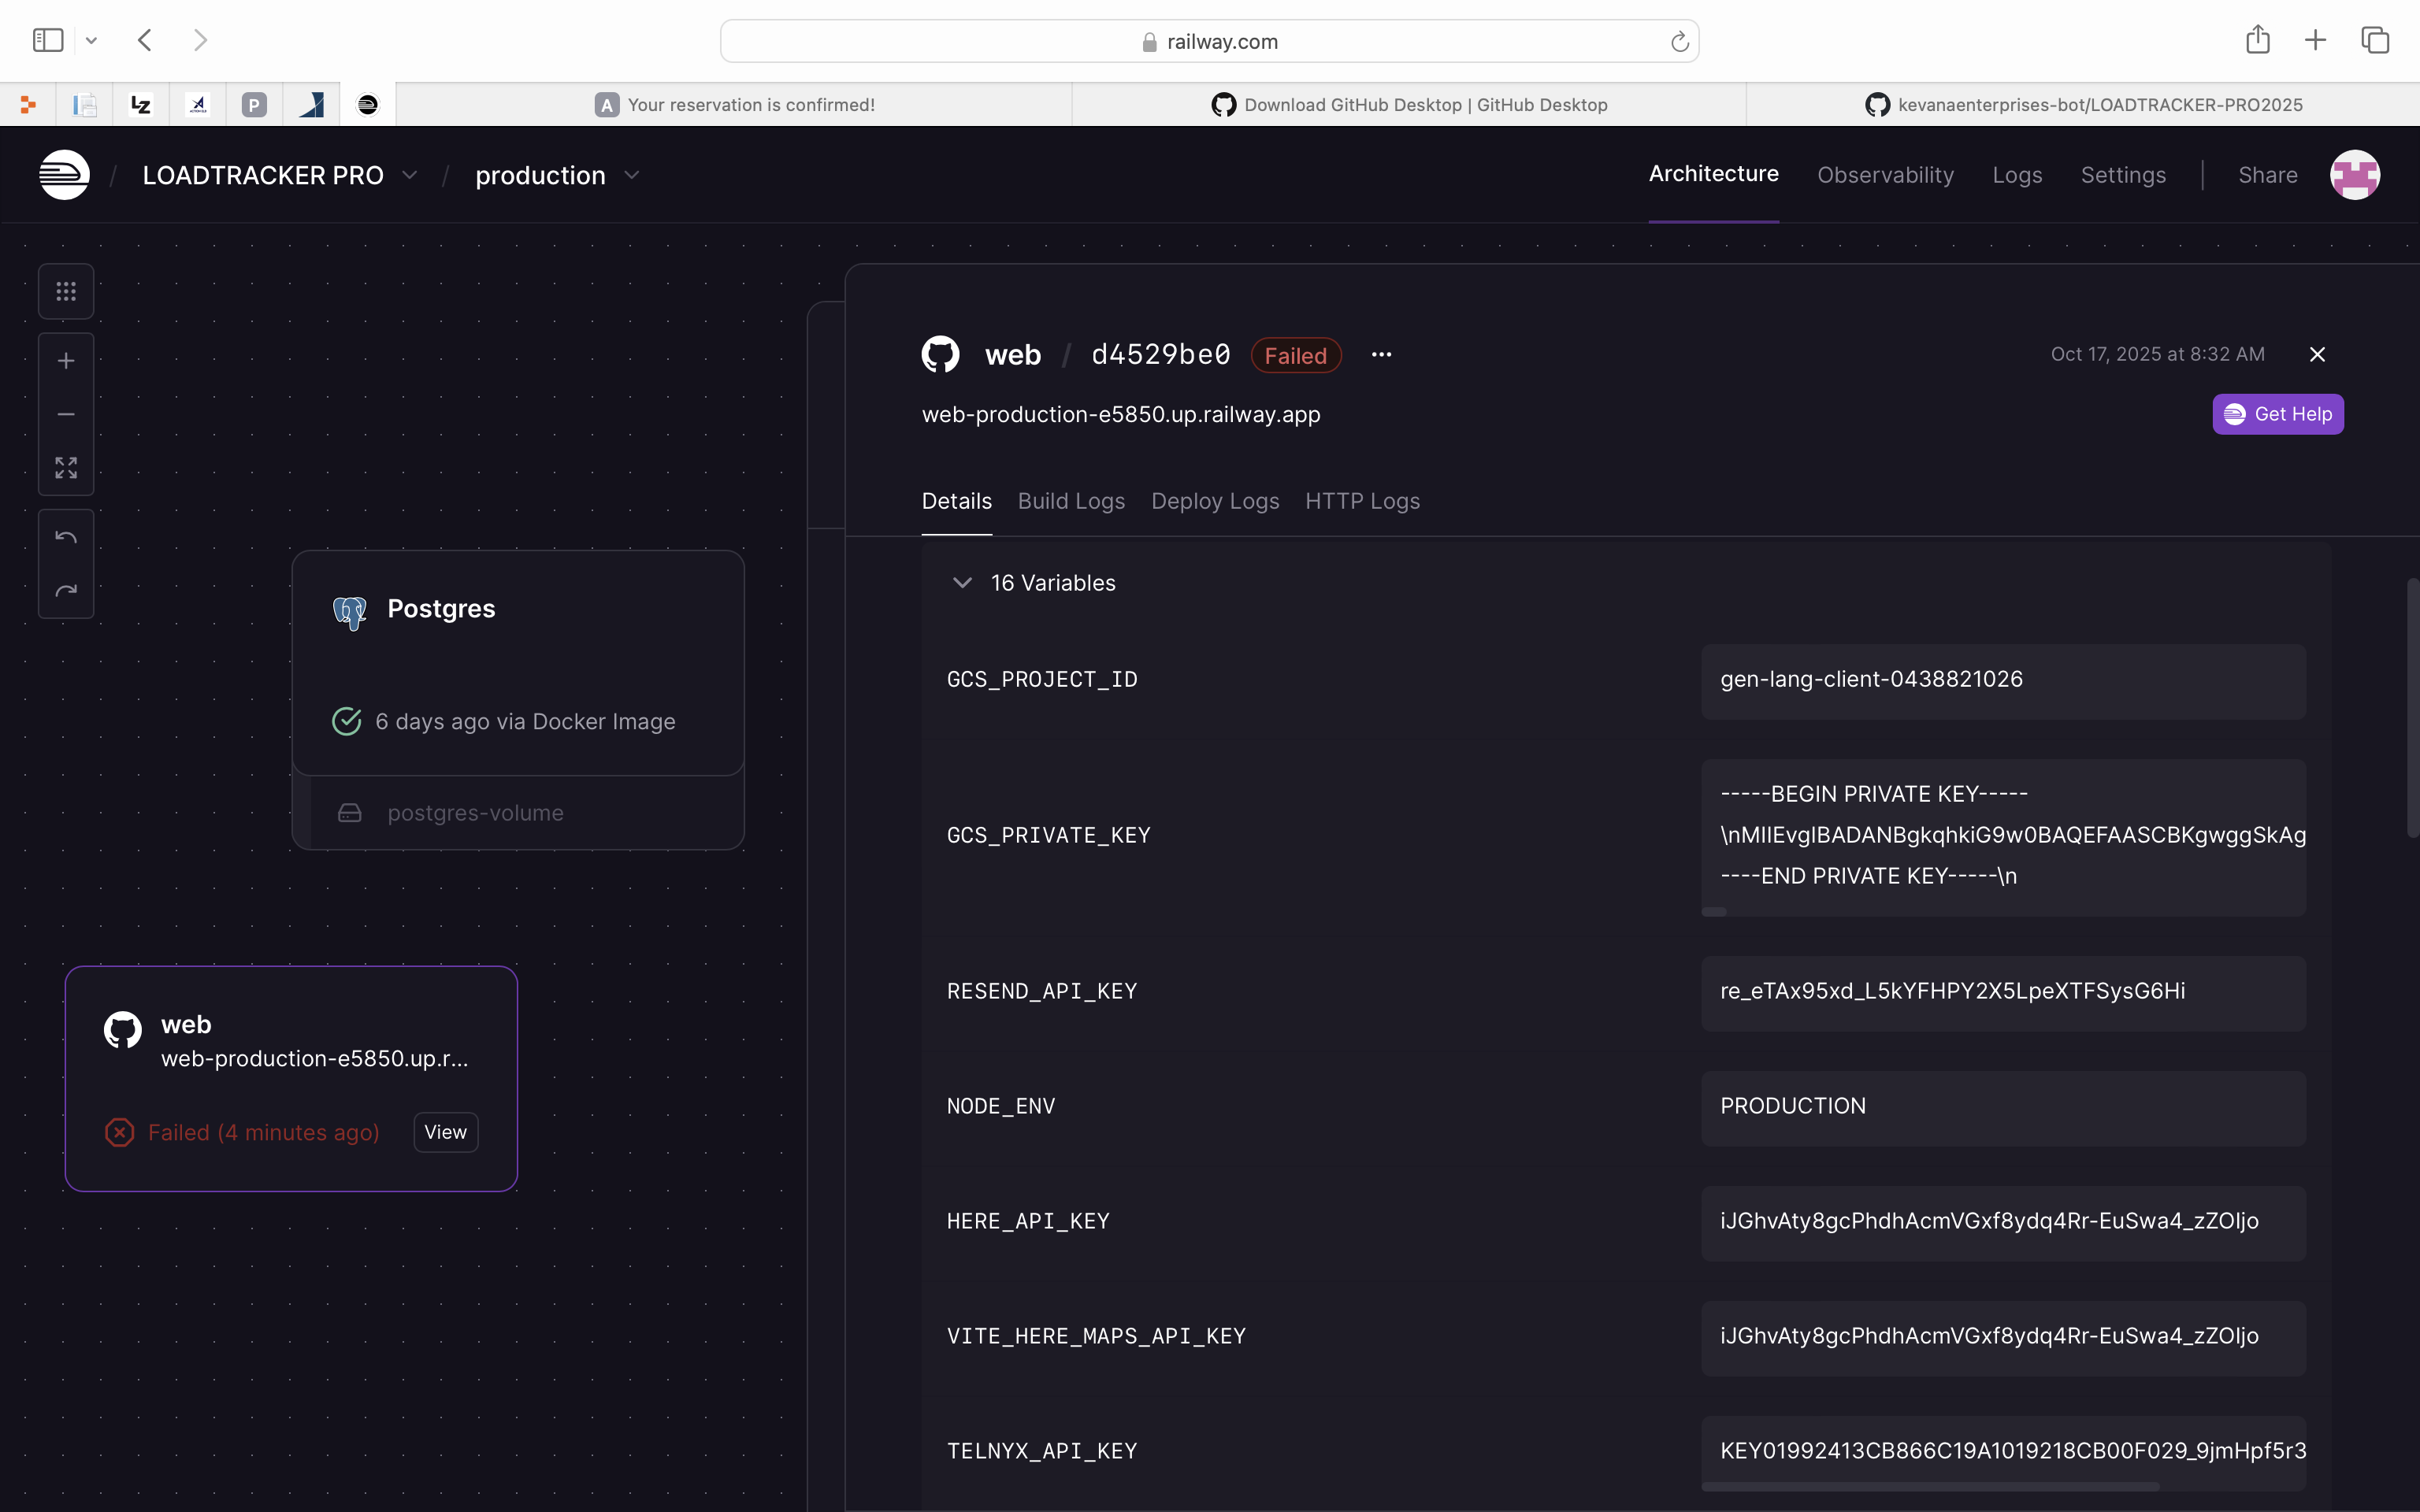 railway.com
LZ
P
A Your reservation is confirmed!
Download GitHub Desktop | GitHub Desktop
kevanaenterprises-bot/LOADTRACKER-PRO2025
/ LOADTRACKER PRO / production
Architecture Observability Logs Settings Share
web / d4529be0 Failed
Oct 17, 2025 at 8:32 AM
web-production-e5850.up.railway.app
Get Help
Details Build Logs Deploy Logs HTTP Logs
Postgres
6 days ago via Docker Image
postgres-volume
web
web-production-e5850.up.r...
Failed (4 minutes ago) View
16 Variables
GCS_PROJECT_ID gen-lang-client-0438821026
GCS_PRIVATE_KEY
-----BEGIN PRIVATE KEY-----
\nMIIEvgIBADANBgkqhkiG9w0BAQEFAASCBKgwggSkAg
----END PRIVATE KEY-----\n
RESEND_API_KEY re_eTAx95xd_L5kYFHPY2X5LpeXTFSysG6Hi
NODE_ENV PRODUCTION
HERE_API_KEY iJGhvAty8gcPhdhAcmVGxf8ydq4Rr-EuSwa4_zZOIjo
VITE_HERE_MAPS_API_KEY iJGhvAty8gcPhdhAcmVGxf8ydq4Rr-EuSwa4_zZOIjo
TELNYX_API_KEY KEY01992413CB866C19A1019218CB00F029_9jmHpf5r3